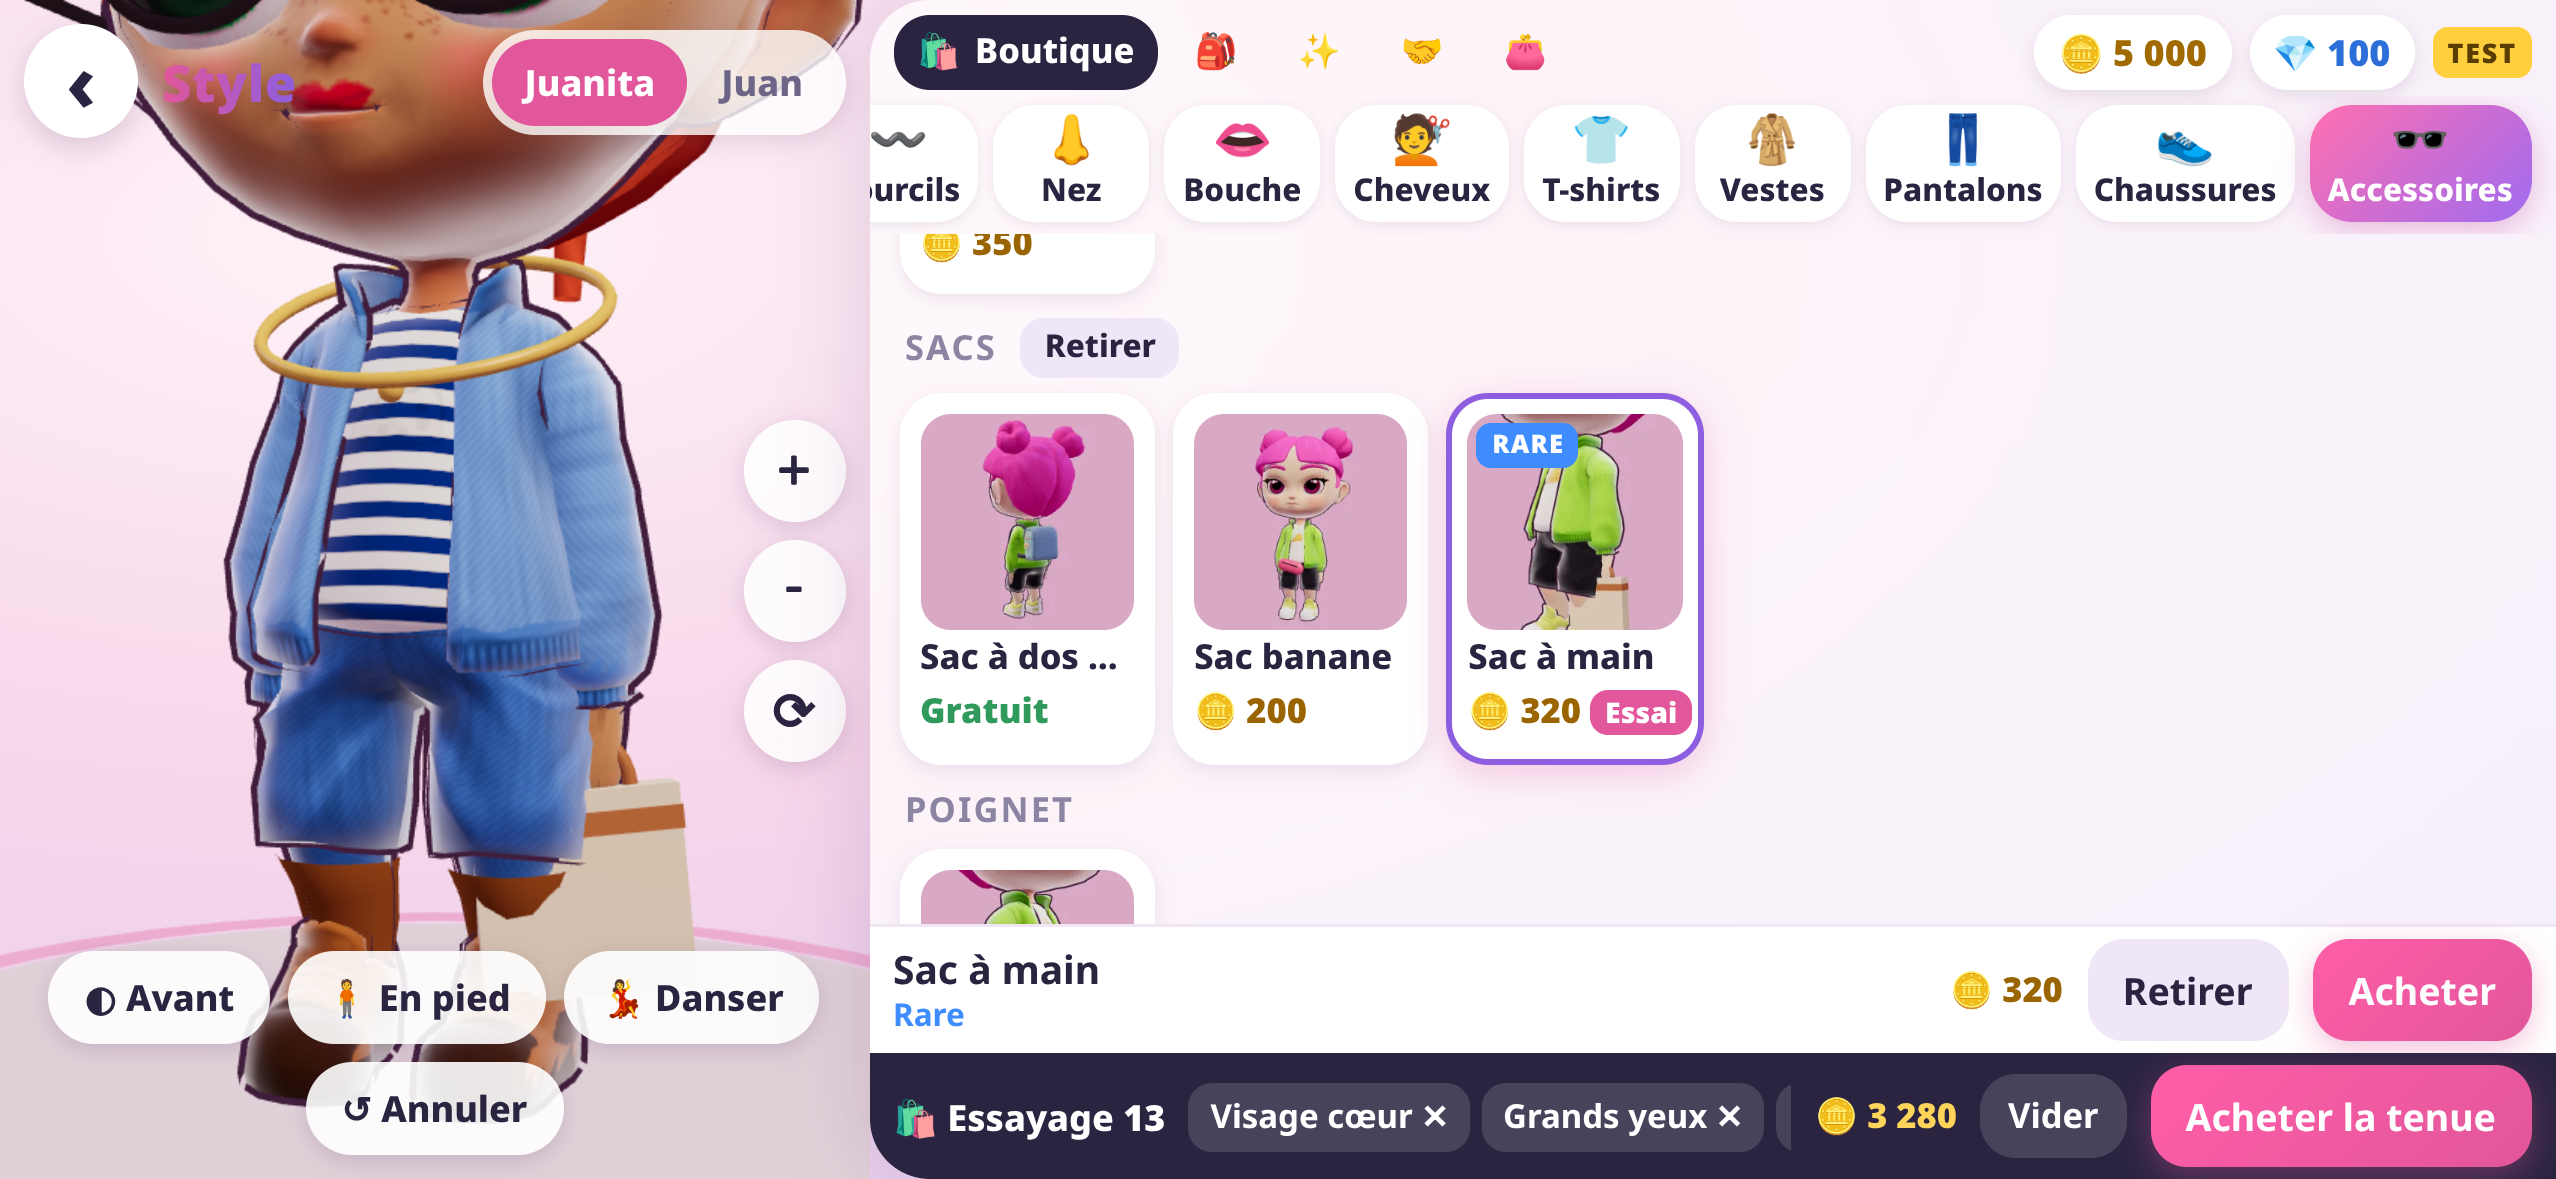 Style
Juanita
Juan
Boutique
5 000
100
TEST
ourcils
Nez
Bouche
Cheveux
T-shirts
Vestes
Pantalons
Chaussures
Accessoires
350
SACS
Retirer
RARE
Sac à dos ...
Gratuit
Sac banane
200
Sac à main
320 Essai
POIGNET
+
-
Avant
En pied
Danser
Annuler
Sac à main
Rare
320
Retirer
Acheter
Essayage 13
Visage cœur ✕
Grands yeux ✕
3 280
Vider
Acheter la tenue